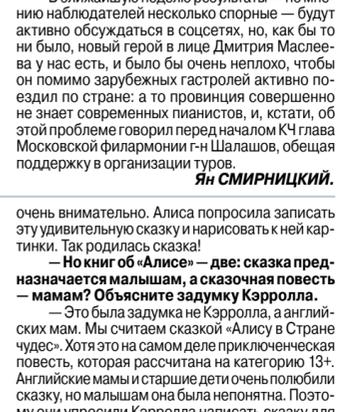 В ближайшую неделю результаты — по мне-
нию наблюдателей несколько спорные — будут
активно обсуждаться в соцсетях, но, как бы то
ни было, новый герой в лице Дмитрия Маслее-
ва у нас есть, и было бы очень неплохо, чтобы
он помимо зарубежных гастролей активно по-
ездил по стране: а то провинция совершенно
не знает современных пианистов, и, кстати, об
этой проблеме говорил перед началом КЧ глава
Московской филармонии г-н Шалашов, обещая
поддержку в организации туров.
Ян СМИРНИЦКИЙ.
очень внимательно. Алиса попросила записать
эту удивительную сказку и нарисовать к ней кар-
тинки. Так родилась сказка!
— Но книг об «Алисе» — две: сказка пред-
назначается малышам, а сказочная повесть
— мамам? Объясните задумку Кэрролла.
— Это была задумка не Кэрролла, а англий-
ских мам. Мы считаем сказкой «Алису в Стране
чудес». Хотя это на самом деле приключенческая
повесть, которая рассчитана на категорию 13+.
Английские мамы и старшие дети очень полюбили
сказку, но малышам она была непонятна. Поэто-
му они упросили Кэрролла написать сказку для